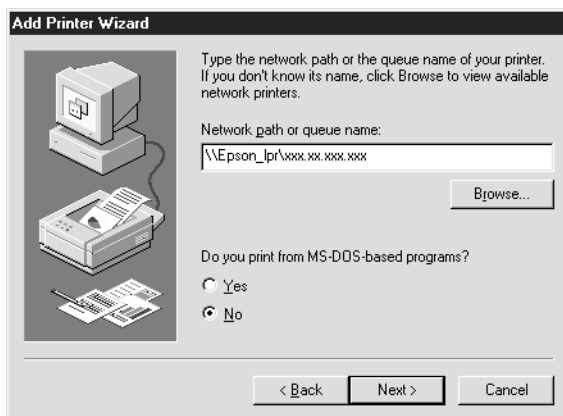 Add Printer Wizard
Type the network path or the queue name of your printer.
If you don't know its name, click Browse to view available
network printers.
Network path or queue name:
\\Epson_lpr\xxx.xx.xxx.xxx
Browse...
Do you print from MS-DOS-based programs?
Yes
No
< Back
Next >
Cancel